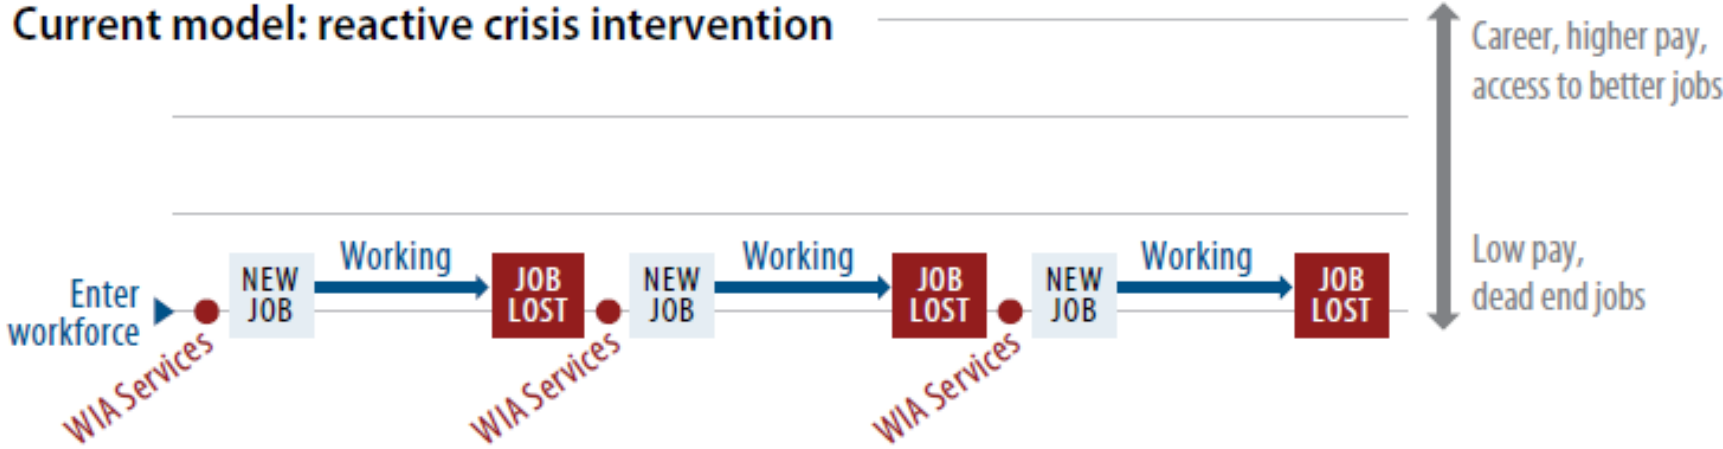 Current model: reactive crisis intervention
Career, higher pay,
access to better jobs
Low pay,
dead end jobs
Enter
workforce
WIA Services
NEW
JOB
Working
JOB
LOST
WIA Services
NEW
JOB
Working
JOB
LOST
WIA Services
NEW
JOB
Working
JOB
LOST